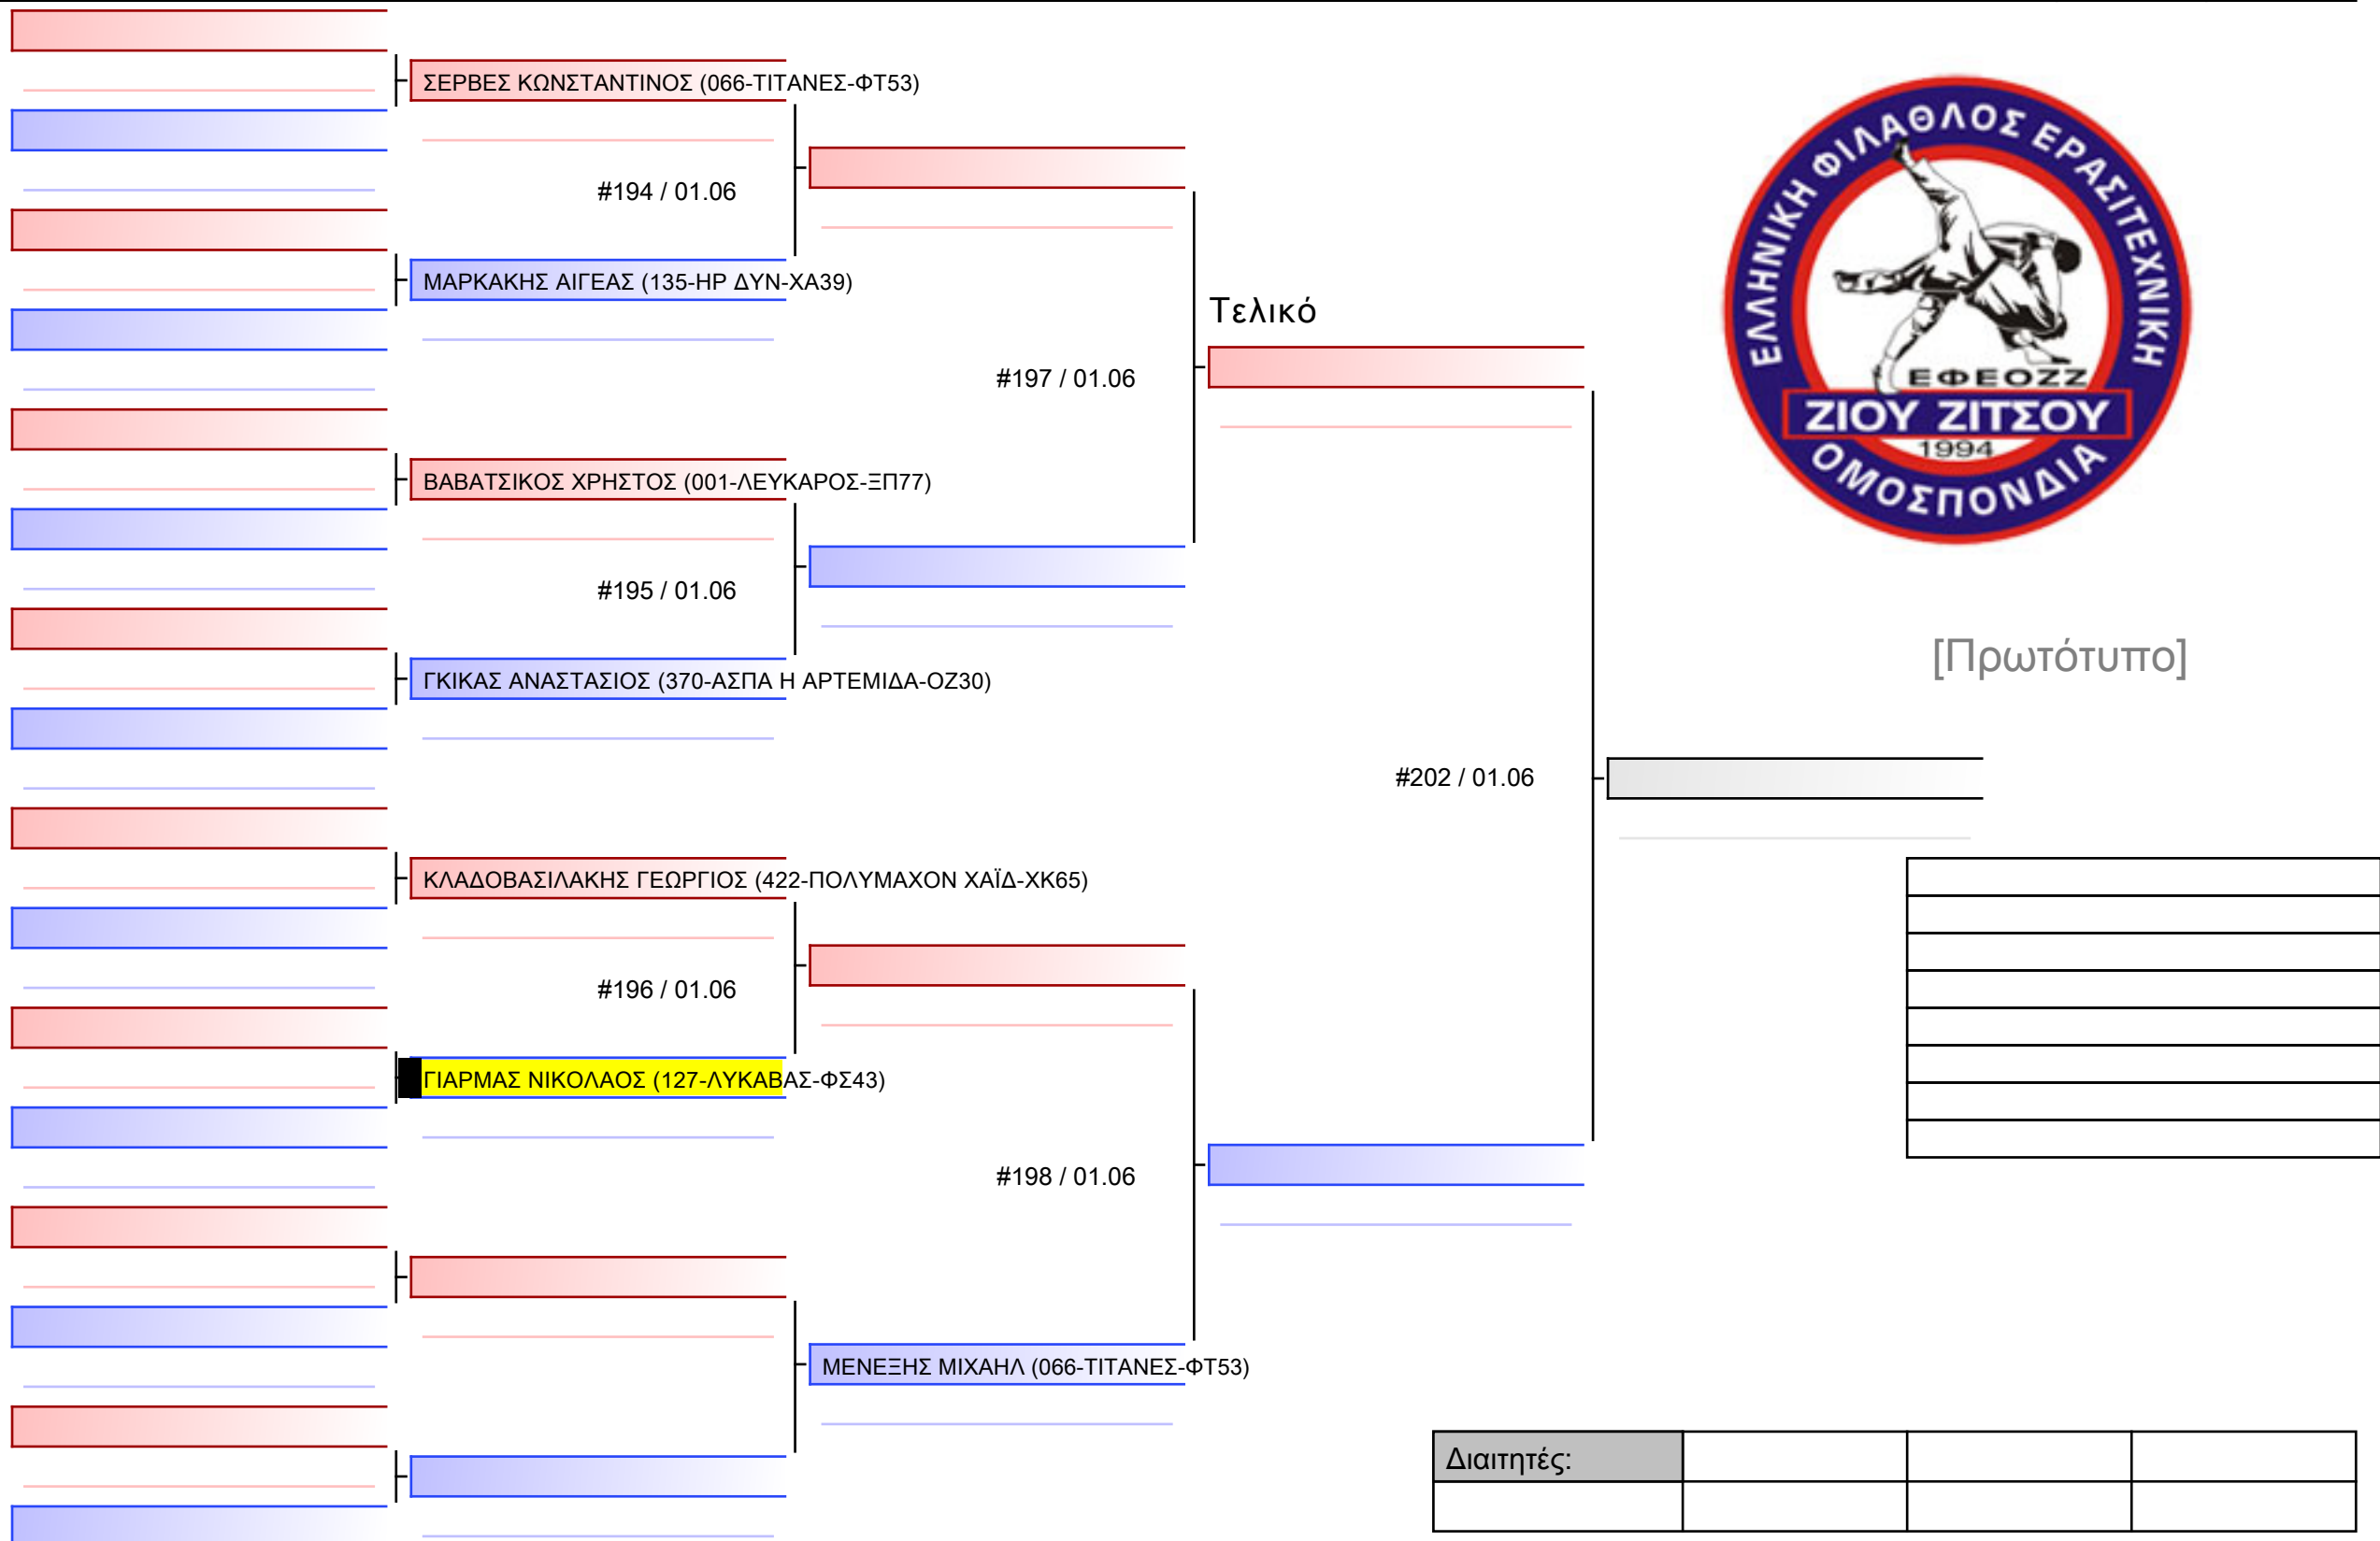 ΣΕΡΒΕΣ ΚΩΝΣΤΑΝΤΙΝΟΣ (066-ΤΙΤΑΝΕΣ-ΦΤ53)
#194 / 01.06
ΜΑΡΚΑΚΗΣ ΑΙΓΕΑΣ (135-ΗΡ ΔΥΝ-ΧΑ39)
Τελικό
#197 / 01.06
ΒΑΒΑΤΣΙΚΟΣ ΧΡΗΣΤΟΣ (001-ΛΕΥΚΑΡΟΣ-ΞΠ77)
#195 / 01.06
ΓΚΙΚΑΣ ΑΝΑΣΤΑΣΙΟΣ (370-ΑΣΠΑ Η ΑΡΤΕΜΙΔΑ-ΟΖ30)
#202 / 01.06
ΚΛΑΔΟΒΑΣΙΛΑΚΗΣ ΓΕΩΡΓΙΟΣ (422-ΠΟΛΥΜΑΧΟΝ ΧΑΪΔ-ΧΚ65)
#196 / 01.06
ΓΙΑΡΜΑΣ ΝΙΚΟΛΑΟΣ (127-ΛΥΚΑΒΑΣ-ΦΣ43)
#198 / 01.06
ΜΕΝΕΞΗΣ ΜΙΧΑΗΛ (066-ΤΙΤΑΝΕΣ-ΦΤ53)
ΕΛΛΗΝΙΚΗ ΦΙΛΑΘΛΟΣ ΕΡΑΣΙΤΕΧΝΙΚΗ
ΕΦΕΟΖΖ
ΖΙΟΥ ΖΙΤΣΟΥ
1994
ΟΜΟΣΠΟΝΔΙΑ
[Πρωτότυπο]
Διαιτητές: